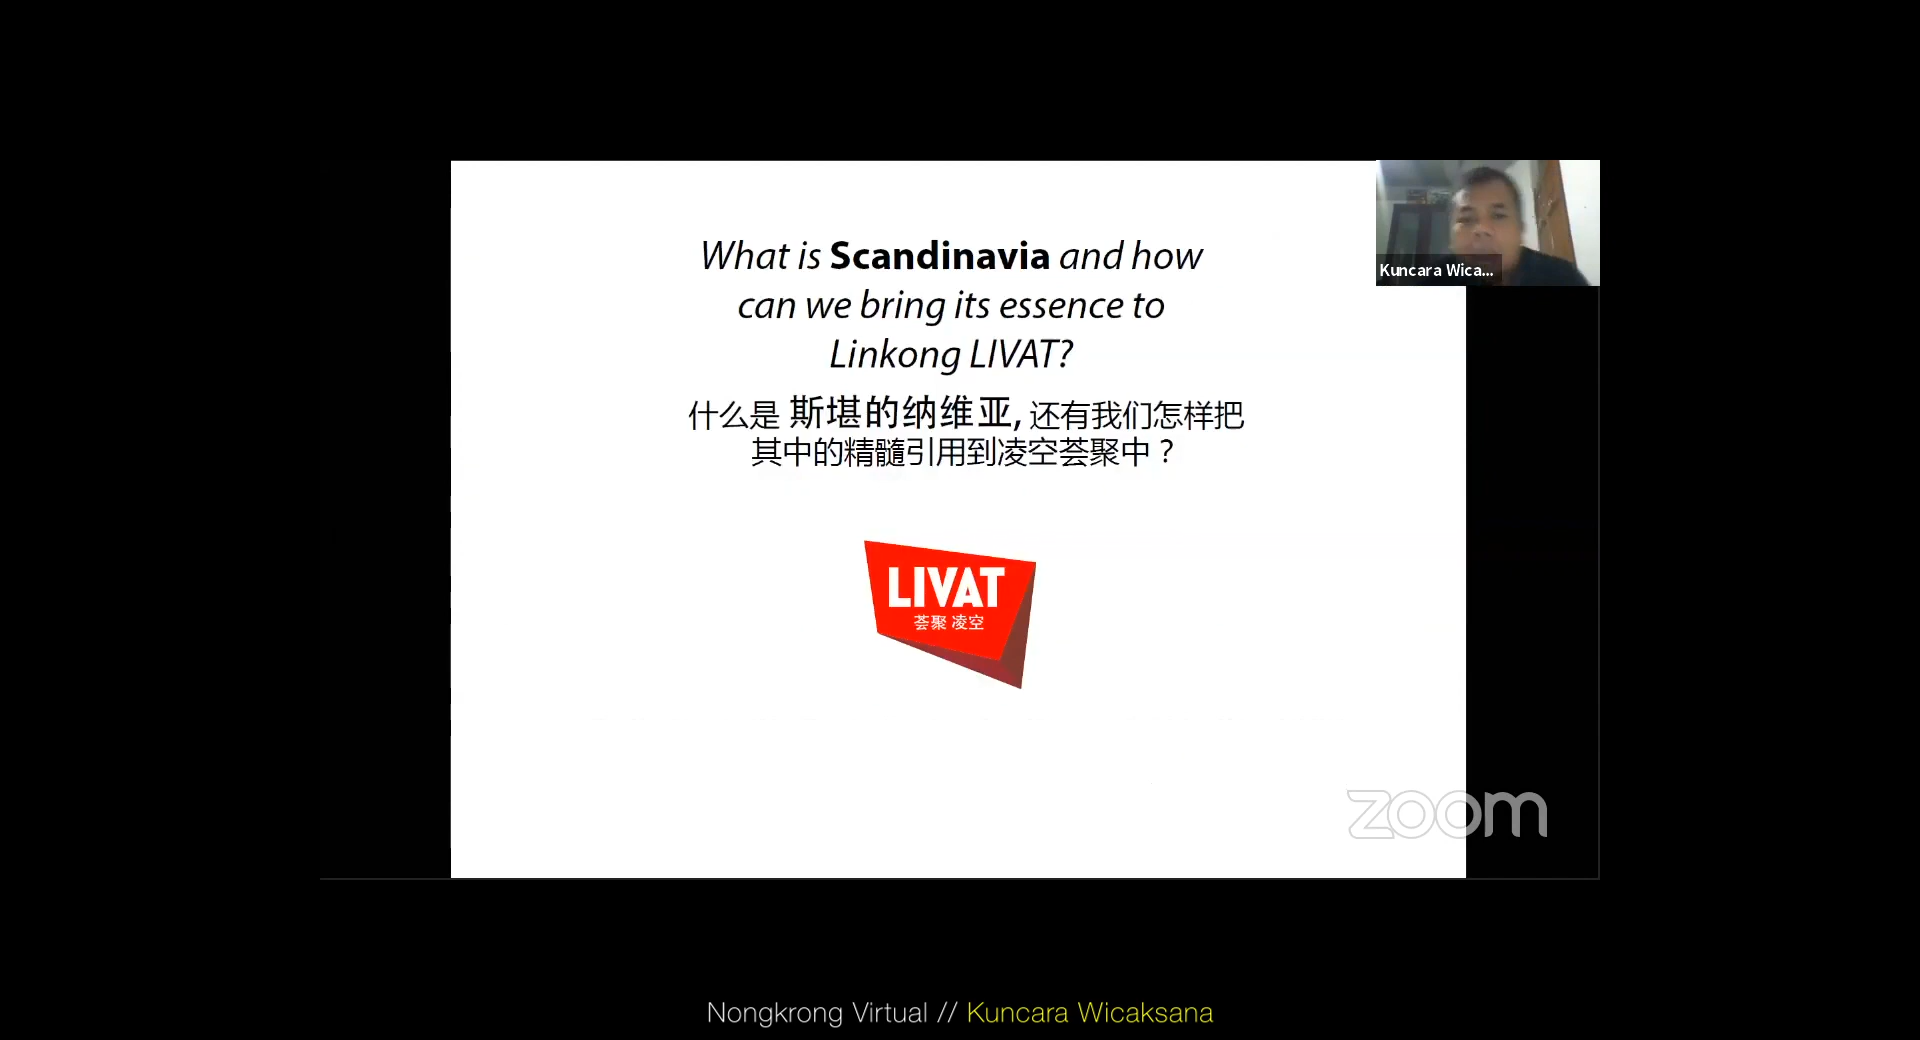 What is Scandinavia and how
can we bring its essence to
Linkong LIVAT?
什么是 斯堪的纳维亚, 还有我们怎样把
其中的精髓引用到凌空荟聚中？
LIVAT
荟聚 凌空
Kuncara Wica...
zoom
Nongkrong Virtual // Kuncara Wicaksana